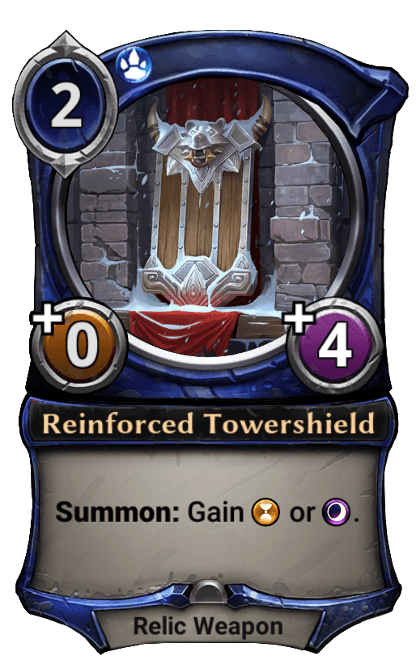 2
+0
+4
Reinforced Towershield
Summon: Gain or .
Relic Weapon